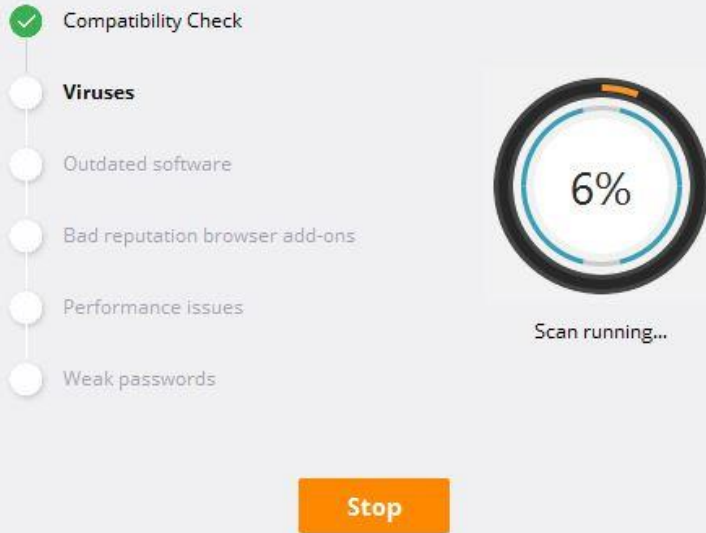 Compatibility Check
Viruses
Outdated software
Bad reputation browser add-ons
Performance issues
Weak passwords
6%
Scan running...
Stop